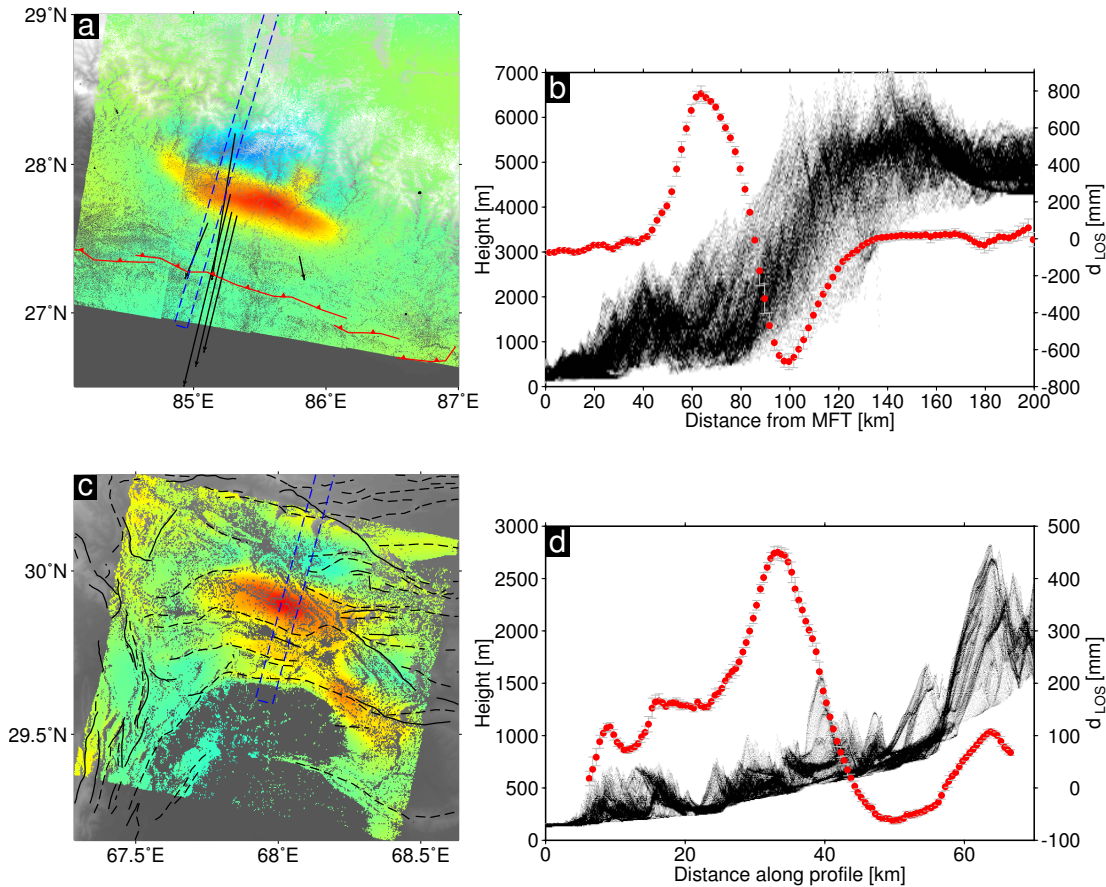 a
29°N
28°N
27°N
85°E
86°E
87°E
b
7000
6000
5000
4000
3000
2000
1000
0
Height [m]
800
600
400
200
0
-200
-400
-600
-800
d_LOS [mm]
0
20
40
60
80
100
120
140
160
180
200
Distance from MFT [km]
c
30°N
29.5°N
67.5°E
68°E
68.5°E
d
3000
2500
2000
1500
1000
500
0
Height [m]
500
400
300
200
100
0
-100
d_LOS [mm]
0
20
40
60
Distance along profile [km]